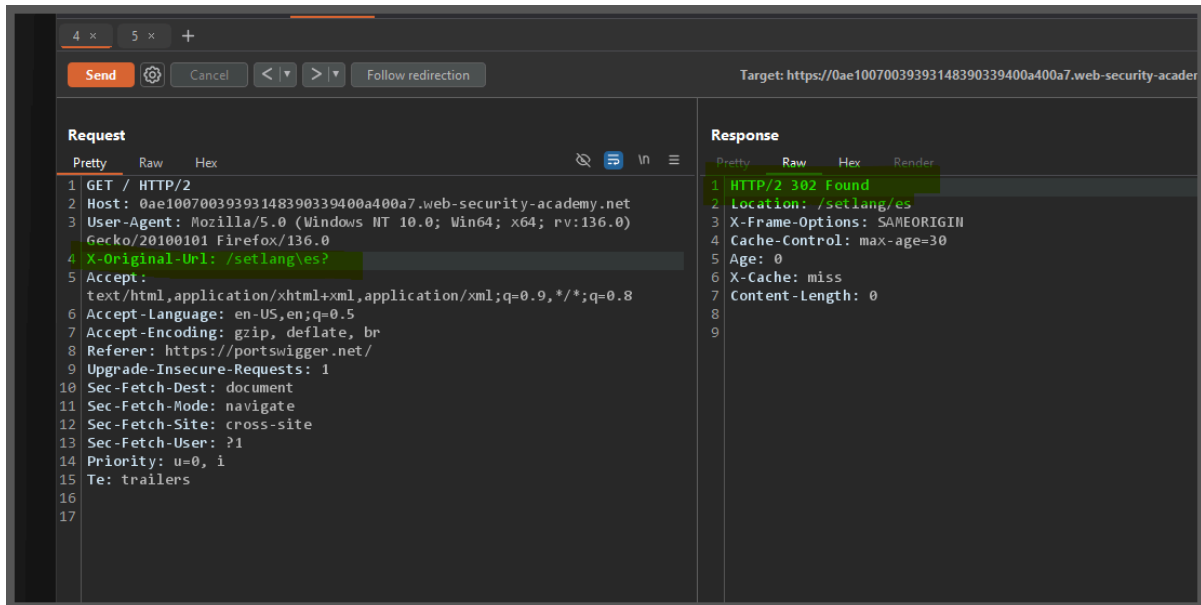 4 × 5 × +
Send Cancel < > Follow redirection Target: https://0ae10070039393148390339400a400a7.web-security-acader
Request
Pretty Raw Hex \n
1 GET / HTTP/2
2 Host: 0ae10070039393148390339400a400a7.web-security-academy.net
3 User-Agent: Mozilla/5.0 (Windows NT 10.0; Win64; x64; rv:136.0)
Gecko/20100101 Firefox/136.0
4 X-Original-Url: /setlang\es?
5 Accept:
text/html,application/xhtml+xml,application/xml;q=0.9,*/*;q=0.8
6 Accept-Language: en-US,en;q=0.5
7 Accept-Encoding: gzip, deflate, br
8 Referer: https://portswigger.net/
9 Upgrade-Insecure-Requests: 1
10 Sec-Fetch-Dest: document
11 Sec-Fetch-Mode: navigate
12 Sec-Fetch-Site: cross-site
13 Sec-Fetch-User: ?1
14 Priority: u=0, i
15 Te: trailers
16
17
Response
Pretty Raw Hex Render
1 HTTP/2 302 Found
2 Location: /setlang/es
3 X-Frame-Options: SAMEORIGIN
4 Cache-Control: max-age=30
5 Age: 0
6 X-Cache: miss
7 Content-Length: 0
8
9